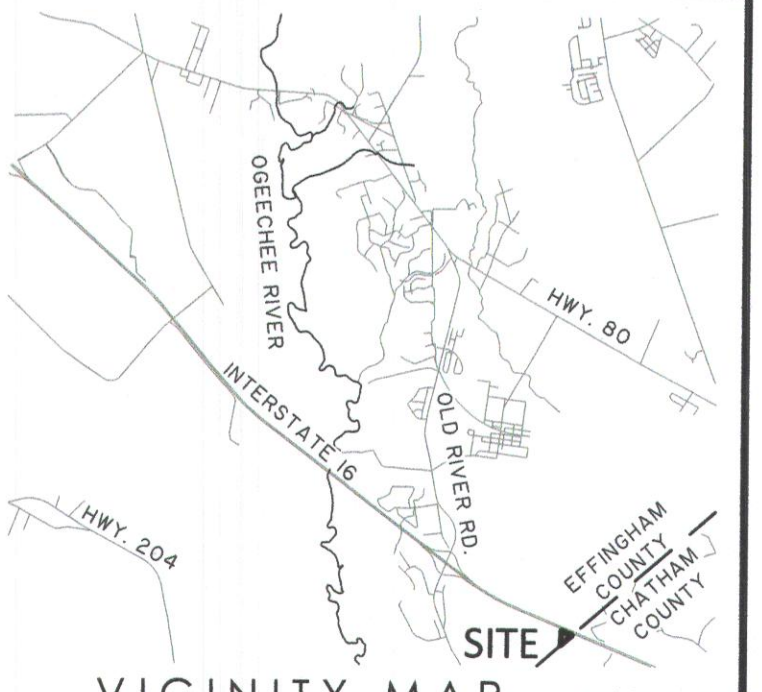 OGEECHEE RIVER
HWY. 80
INTERSTATE 16
OLD RIVER RD.
HWY. 204
EFFINGHAM
COUNTY
CHATHAM
COUNTY
SITE
VICINITY MAP